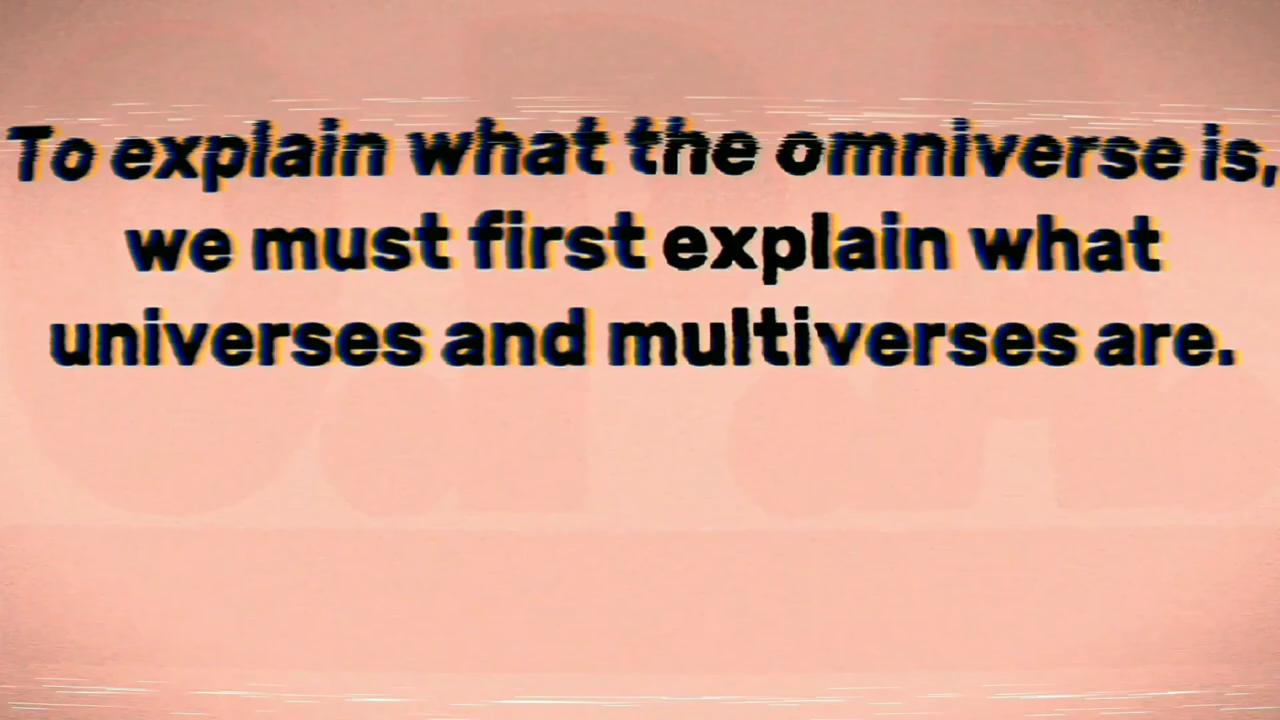 To explain what the omniverse is,
we must first explain what
universes and multiverses are.